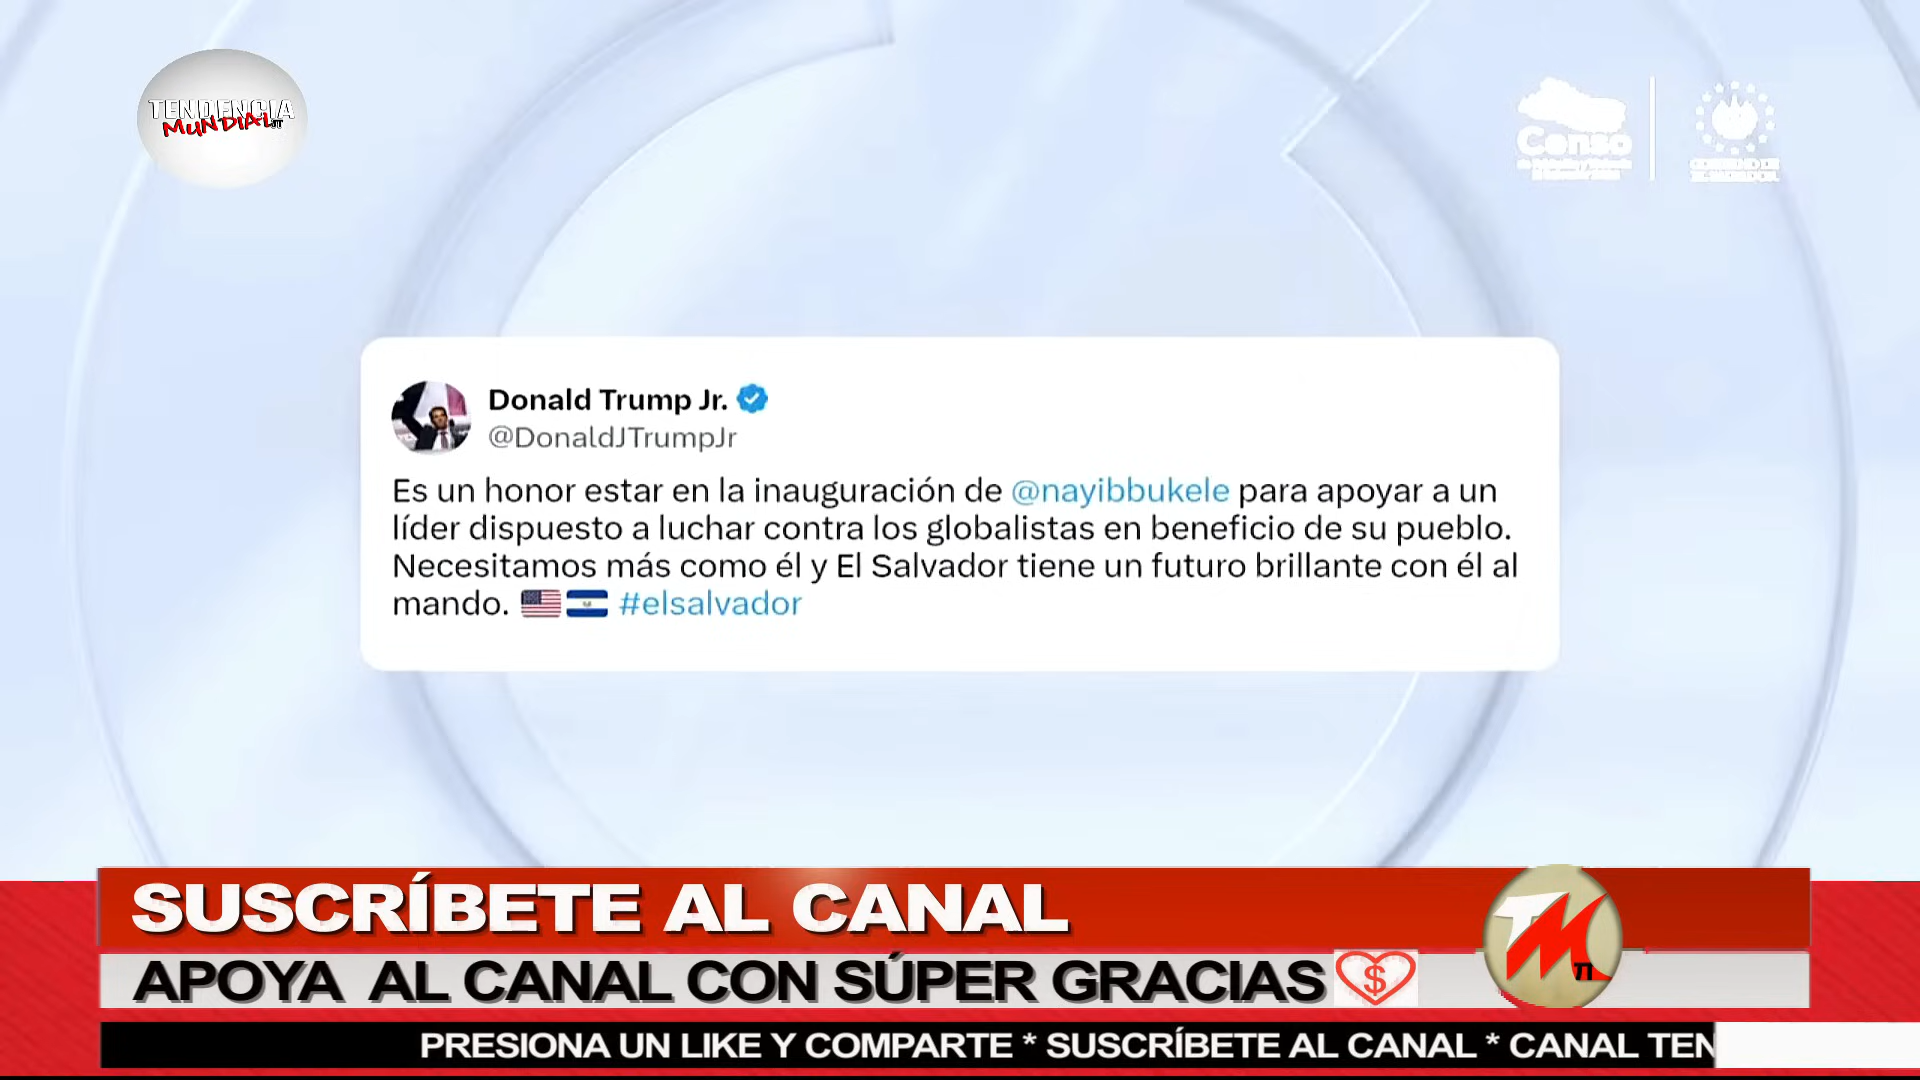 TENDENCIA
MUNDIAL
Censo
Donald Trump Jr.
@DonaldJTrumpJr
Es un honor estar en la inauguración de @nayibbukele para apoyar a un
líder dispuesto a luchar contra los globalistas en beneficio de su pueblo.
Necesitamos más como él y El Salvador tiene un futuro brillante con él al
mando. 🇺🇸🇸🇻 #elsalvador
SUSCRÍBETE AL CANAL
APOYA AL CANAL CON SÚPER GRACIAS
$
TM
PRESIONA UN LIKE Y COMPARTE * SUSCRÍBETE AL CANAL * CANAL TEN